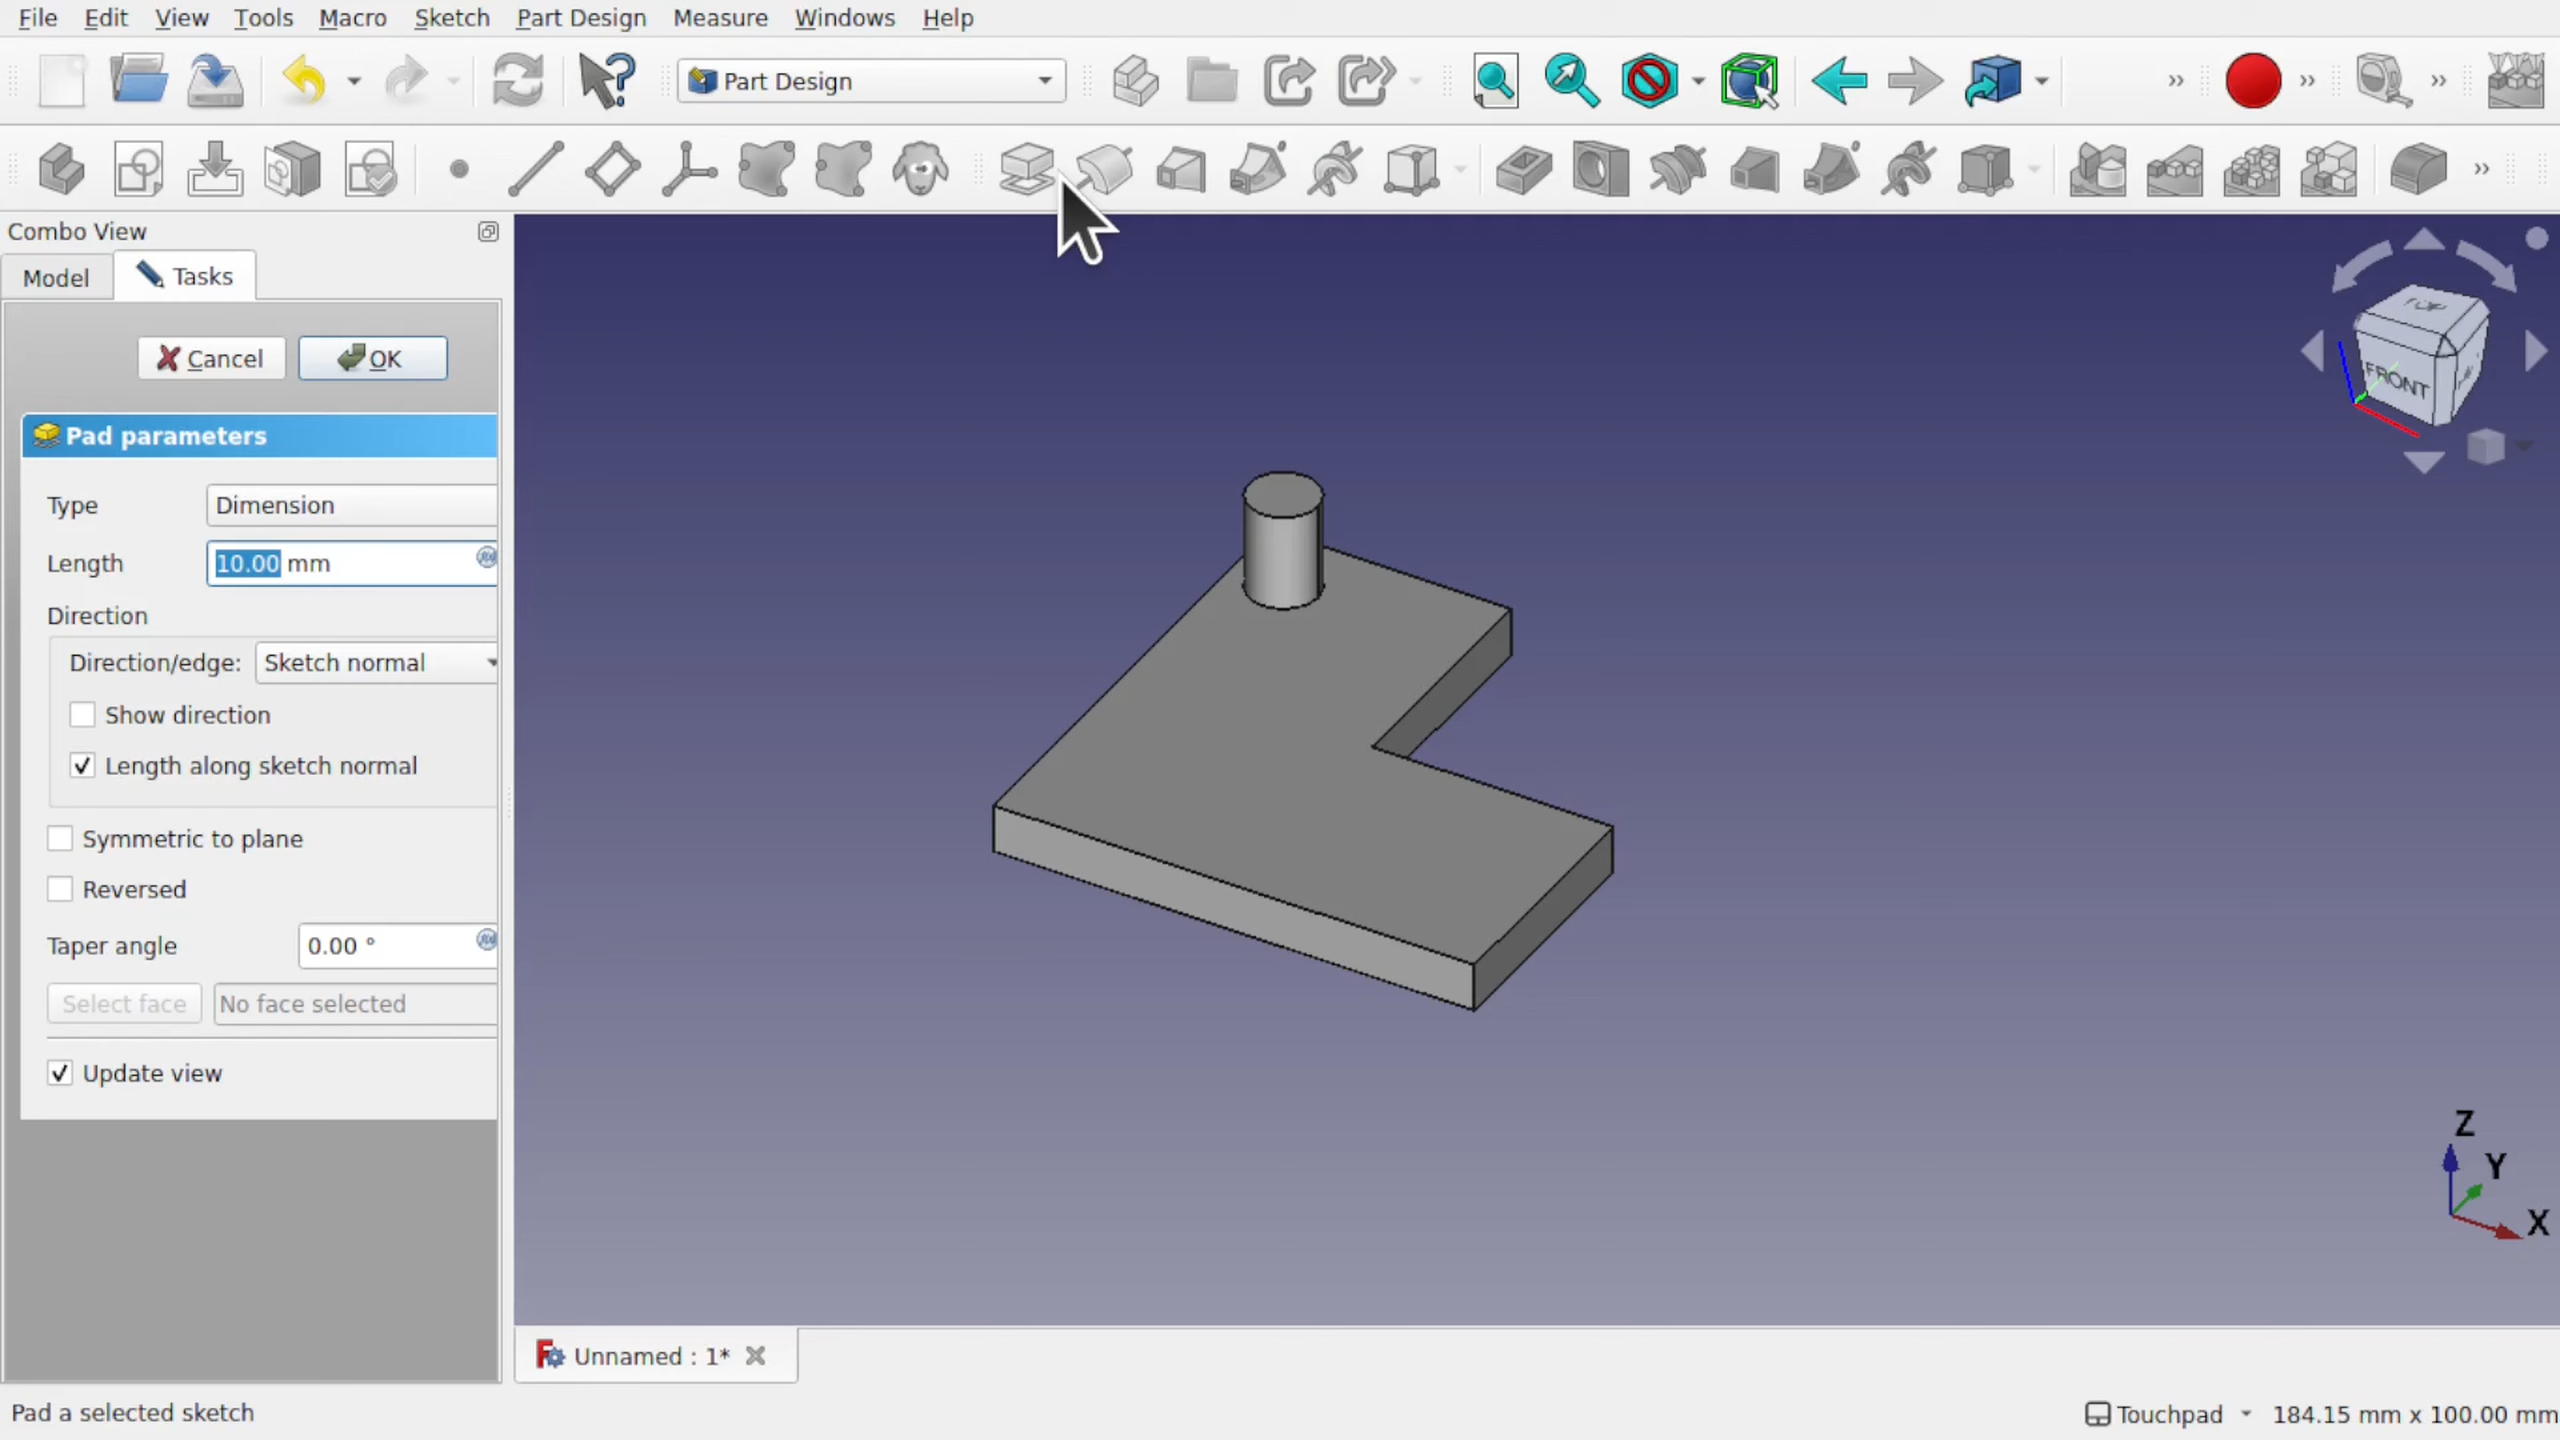 File Edit View Tools Macro Sketch Part Design Measure Windows Help
Part Design
Combo View
Model Tasks
Cancel OK
Pad parameters
Type Dimension
Length 10.00 mm
Direction
Direction/edge: Sketch normal
Show direction
Length along sketch normal
Symmetric to plane
Reversed
Taper angle 0.00 °
Select face No face selected
Update view
TOP
FRONT
Z
Y
X
Unnamed : 1*
Pad a selected sketch
Touchpad 184.15 mm x 100.00 mm